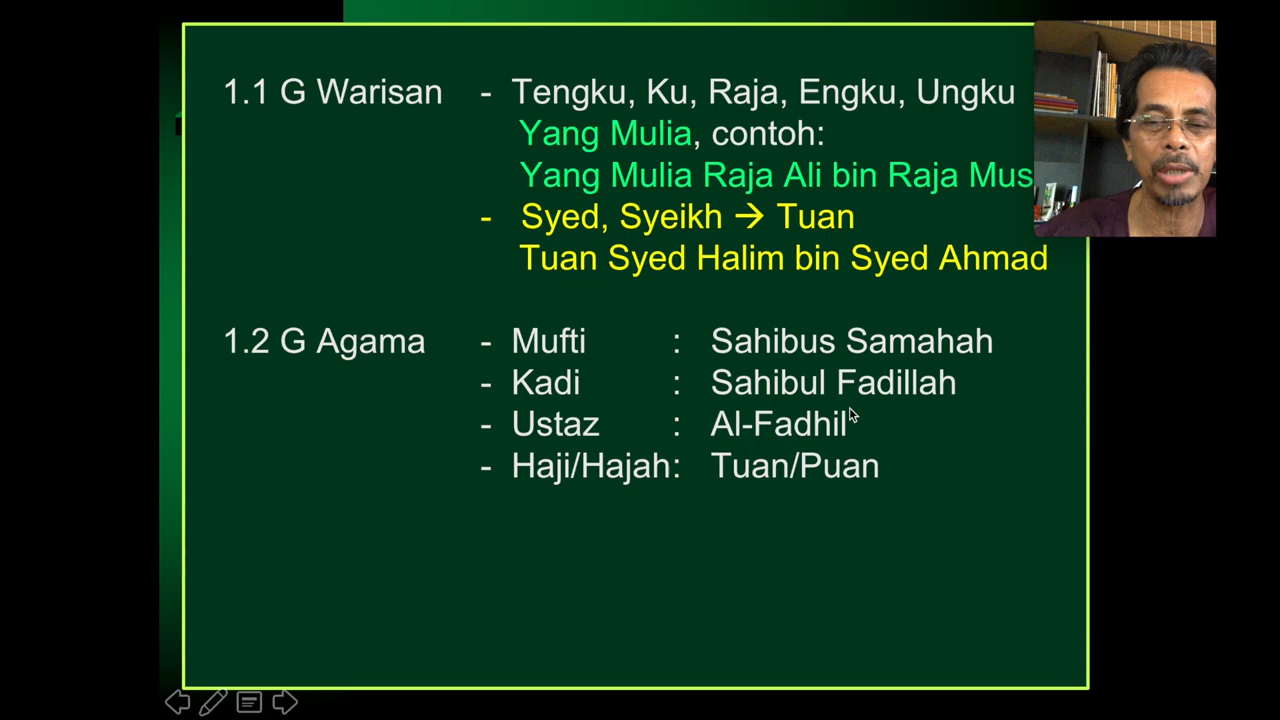 1.1 G Warisan - Tengku, Ku, Raja, Engku, Ungku
Yang Mulia, contoh:
Yang Mulia Raja Ali bin Raja Mus
- Syed, Syeikh → Tuan
Tuan Syed Halim bin Syed Ahmad
1.2 G Agama - Mufti : Sahibus Samahah
- Kadi : Sahibul Fadillah
- Ustaz : Al-Fadhil
- Haji/Hajah: Tuan/Puan